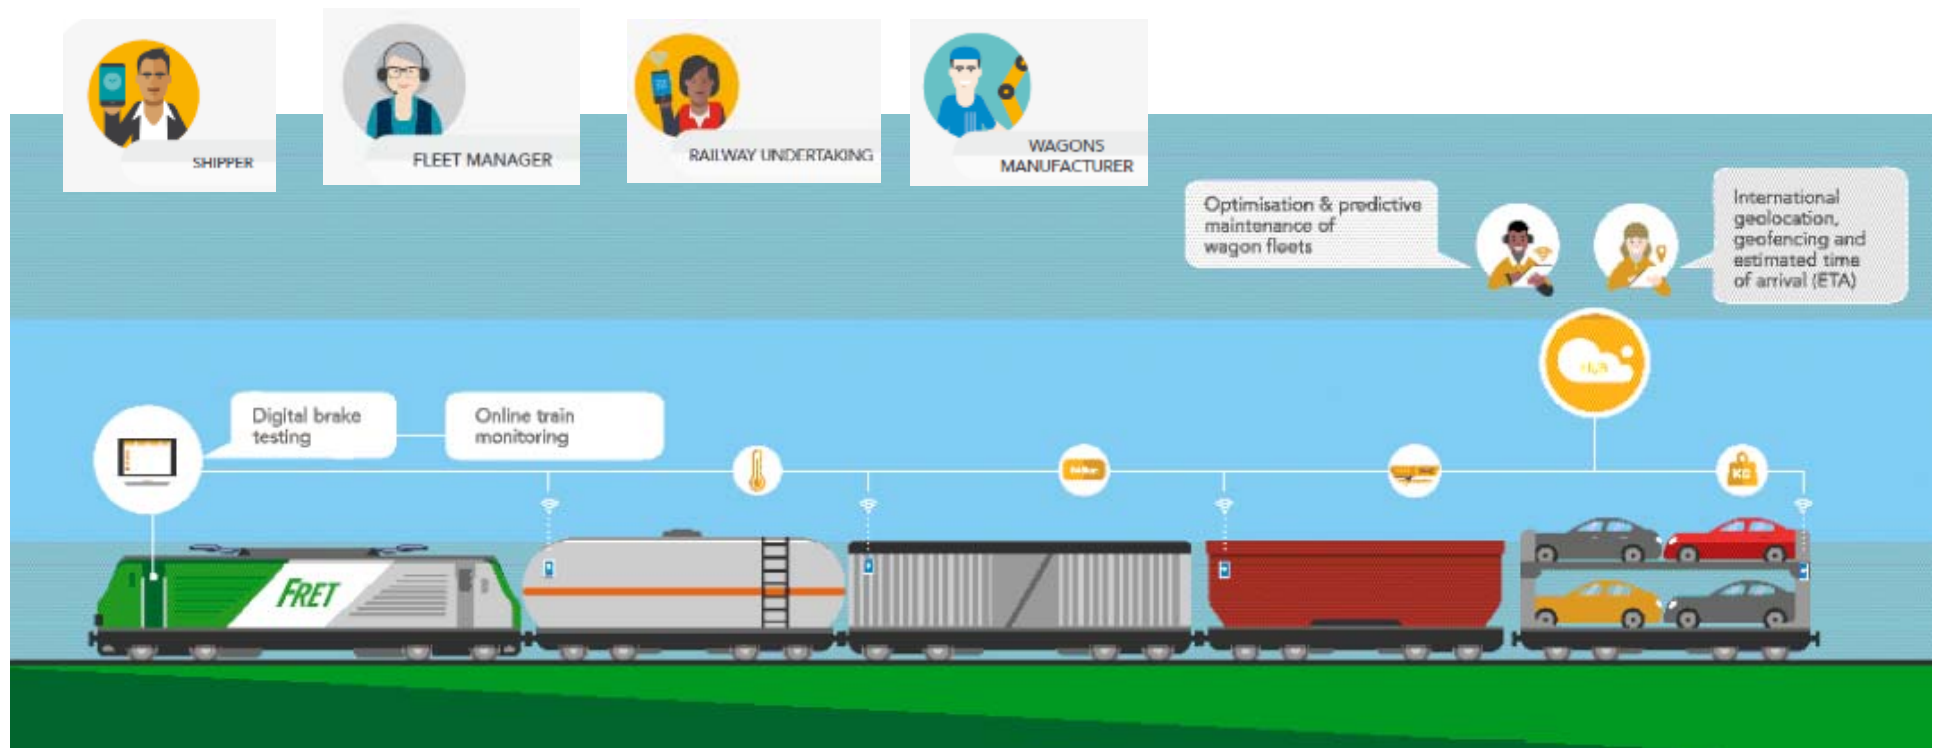 SHIPPER
FLEET MANAGER
RAILWAY UNDERTAKING
WAGONS
MANUFACTURER
Optimisation & predictive
maintenance of
wagon fleets
International
geolocation,
geofencing and
estimated time
of arrival (ETA)
Digital brake
testing
Online train
monitoring
KG
FRET